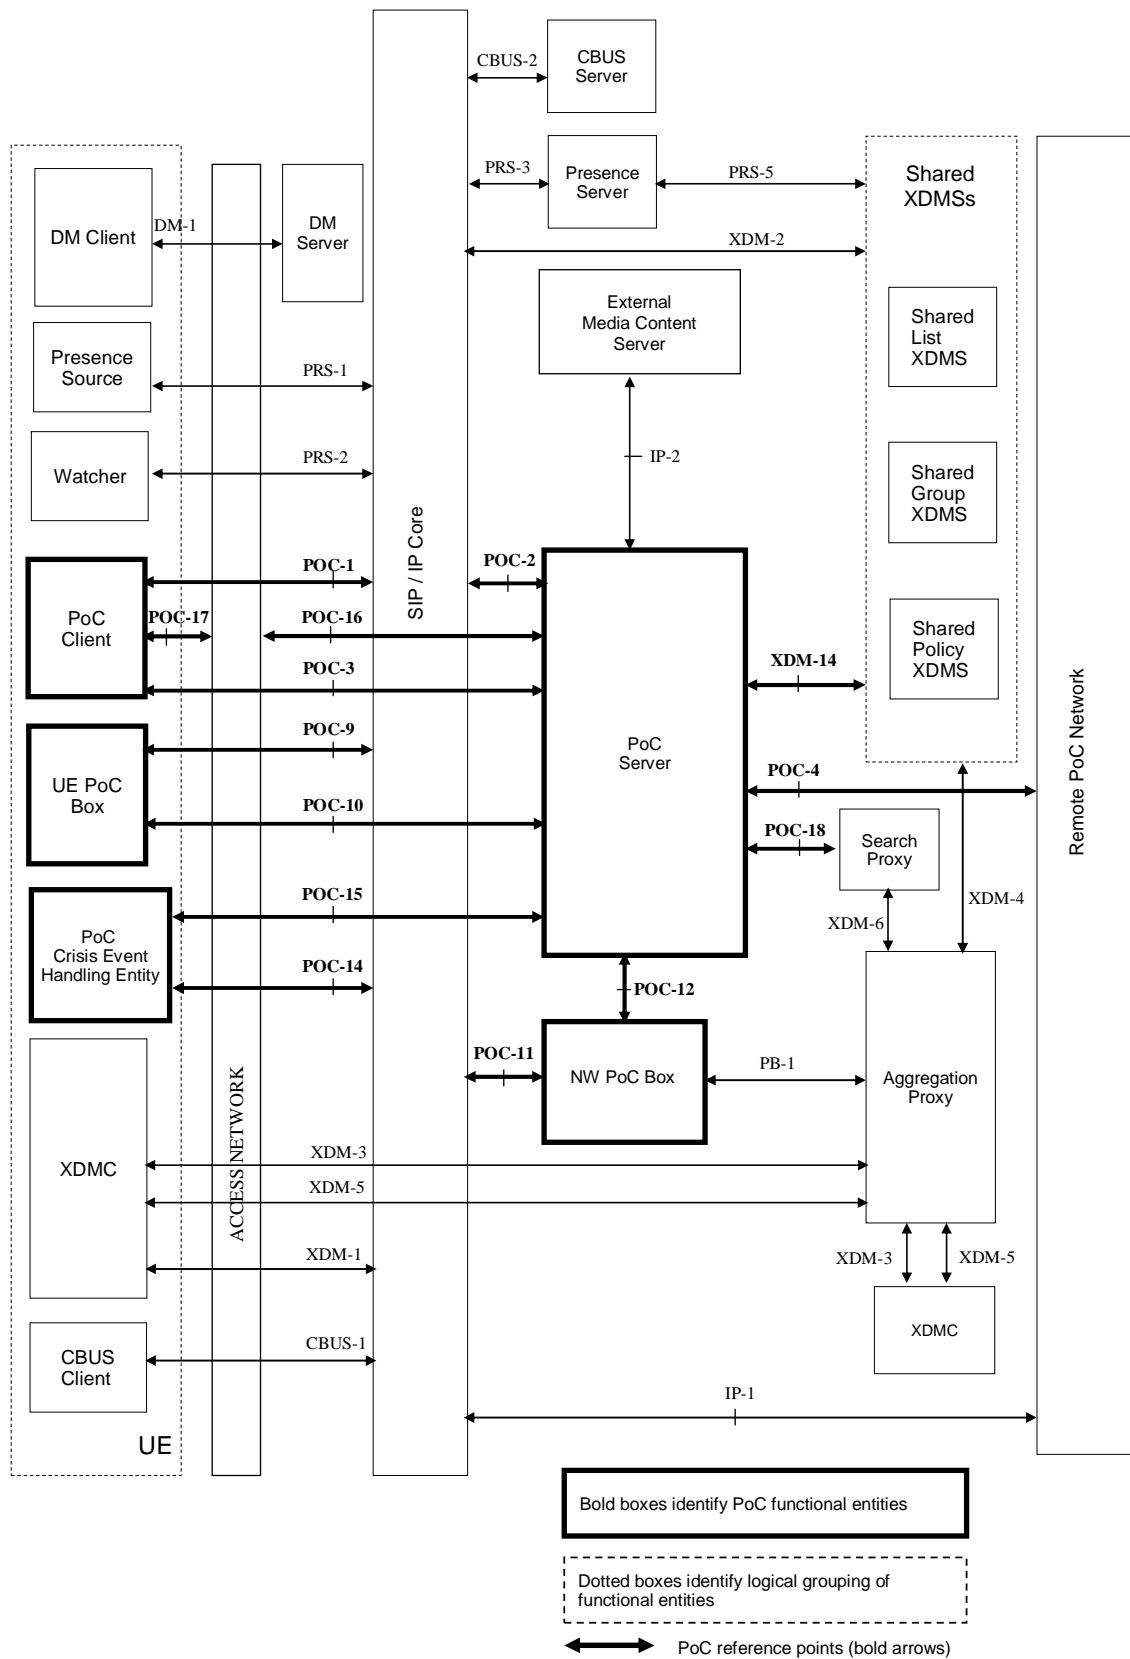 CBUS-2
CBUS
Server
PRS-3
Presence
Server
PRS-5
Shared
XDMSs
DM Client
DM-1
DM
Server
XDM-2
External
Media Content
Server
Shared
List
XDMS
Presence
Source
PRS-1
Watcher
PRS-2
IP-2
Shared
Group
XDMS
SIP / IP Core
POC-1
POC-2
PoC
Client
POC-17
POC-16
POC-3
Shared
Policy
XDMS
XDM-14
POC-9
PoC
Server
UE PoC
Box
POC-10
POC-4
Remote PoC Network
POC-18
Search
Proxy
XDM-6
XDM-4
POC-15
PoC
Crisis Event
Handling Entity
POC-14
POC-12
POC-11
NW PoC Box
PB-1
Aggregation
Proxy
ACCESS NETWORK
XDMC
XDM-3
XDM-5
XDM-1
XDM-3
XDM-5
XDMC
CBUS
Client
CBUS-1
IP-1
UE
Bold boxes identify PoC functional entities
Dotted boxes identify logical grouping of
functional entities
PoC reference points (bold arrows)